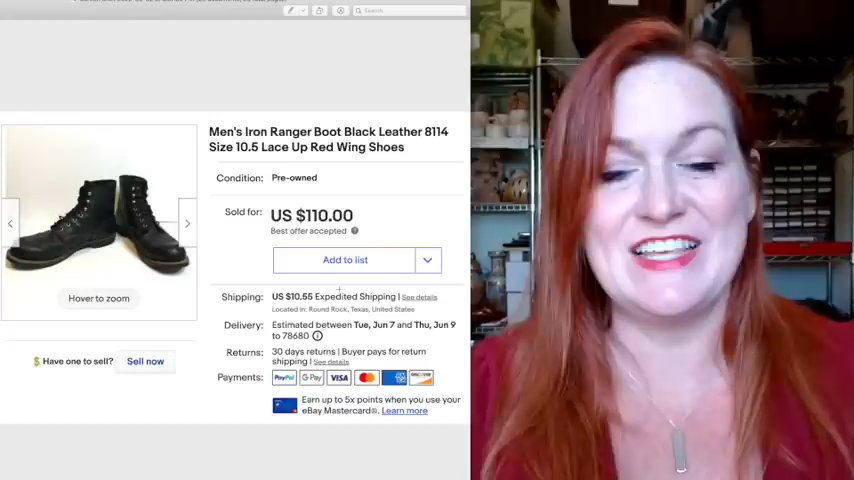 Search
Men's Iron Ranger Boot Black Leather 8114
Size 10.5 Lace Up Red Wing Shoes
Condition: Pre-owned
Sold for: US $110.00
Best offer accepted
Add to list
Hover to zoom
Shipping: US $10.55 Expedited Shipping | See details
Located in: Round Rock, Texas, United States
Delivery: Estimated between Tue, Jun 7 and Thu, Jun 9
to 78680
Returns: 30 days returns | Buyer pays for return
shipping | See details
Have one to sell? Sell now
Payments: PayPal G Pay VISA DISCOVER
Earn up to 5x points when you use your
eBay Mastercard®. Learn more